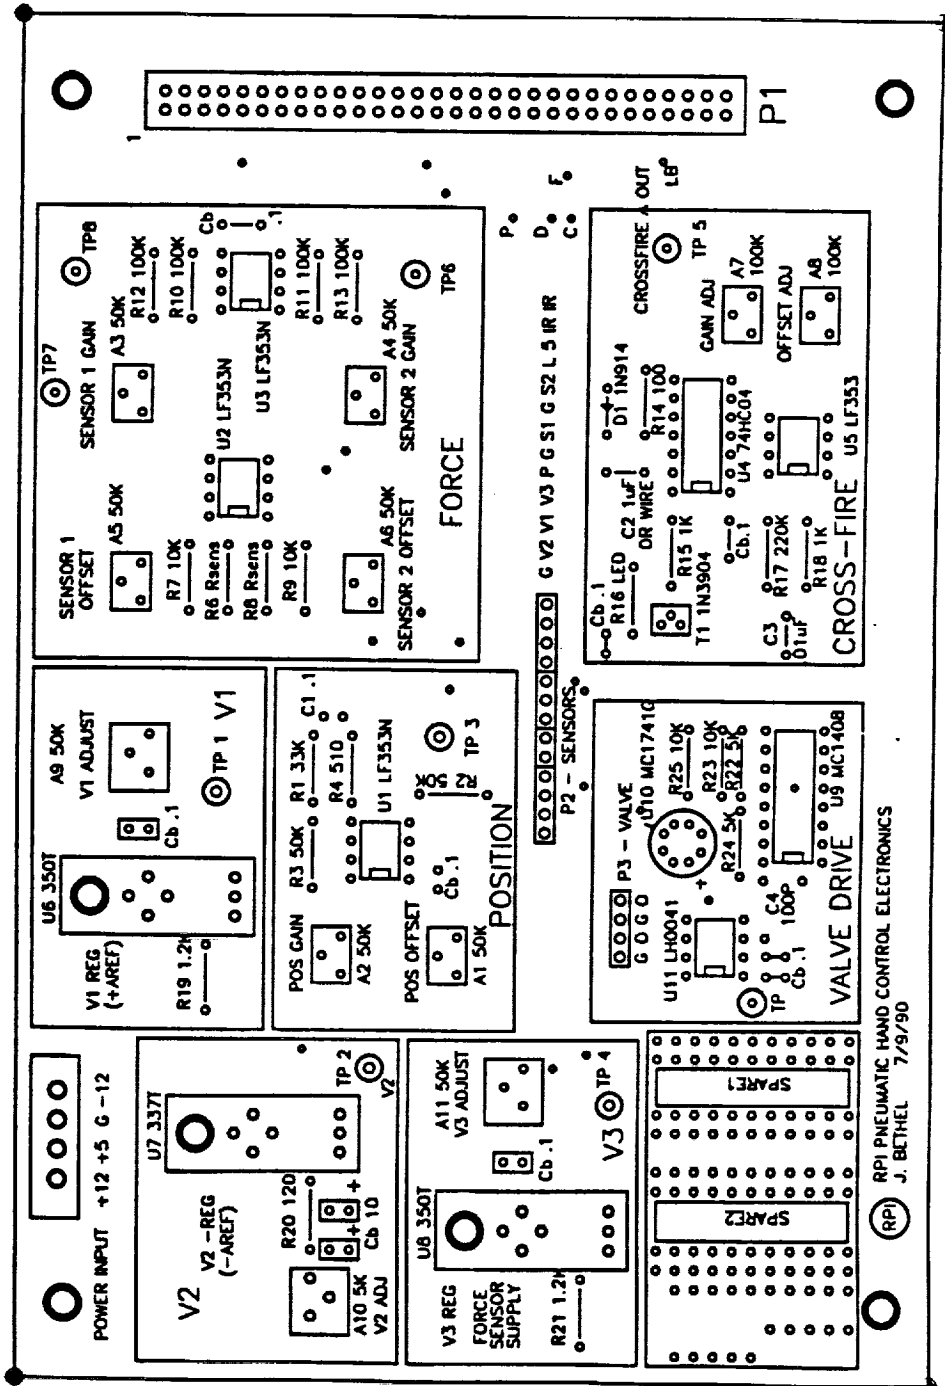 POWER INPUT +12 +5 G -12
V1 REG
(+AREF)
U6 350T
R19 1.2K
Cb .1
A9 50K
V1 ADJUST
TP 1
V1
SENSOR 1
OFFSET
A5 50K
SENSOR 1 GAIN
A3 50K
TP7
TP8
R7 10K
R6 Rsens
R8 Rsens
R9 10K
U2 LF353N
U3 LF353N
R12 100K
R10 100K
Cb
.1
R11 100K
R13 100K
A6 50K
SENSOR 2 OFFSET
A4 50K
SENSOR 2 GAIN
TP6
FORCE
1
P1
V2
V2 -REG
(-AREF)
U7 337T
R20 120
+
+
Cb 10
A10 5K
V2 ADJ
TP 2
V2
POS GAIN
A2 50K
R3 50K
R1 33K
C1 .1
R4 510
U1 LF353N
R2 50K
TP 3
Cb .1
POS OFFSET
A1 50K
POSITION
P2 - SENSORS
G V2 V1 V3 P G S1 G S2 L 5 IR IR
P
D
C
F
V3 REG
FORCE
SENSOR
SUPPLY
U8 350T
R21 1.2K
Cb .1
A11 50K
V3 ADJUST
TP 4
V3
P3 - VALVE
G O G O
U10 MC1741G
U11 LH0041
+
R25 10K
R23 10K
R22 5K
R24 5K
U9 MC1408
C4
100P
Cb .1
TP
VALVE DRIVE
Cb .1
R16 LED
C2 1uF
OR WIRE
D1 1N914
R14 100
R15 1K
T1 1N3904
Cb.1
U4 74HC04
R17 220K
R18 1K
C3
.01uF
U5 LF353
CROSSFIRE A OUT
LB
TP 5
GAIN ADJ
A7
100K
OFFSET ADJ
A8
100K
CROSS-FIRE
SPARE2
SPARE1
RPI
RPI PNEUMATIC HAND CONTROL ELECTRONICS
J. BETHEL 7/9/90